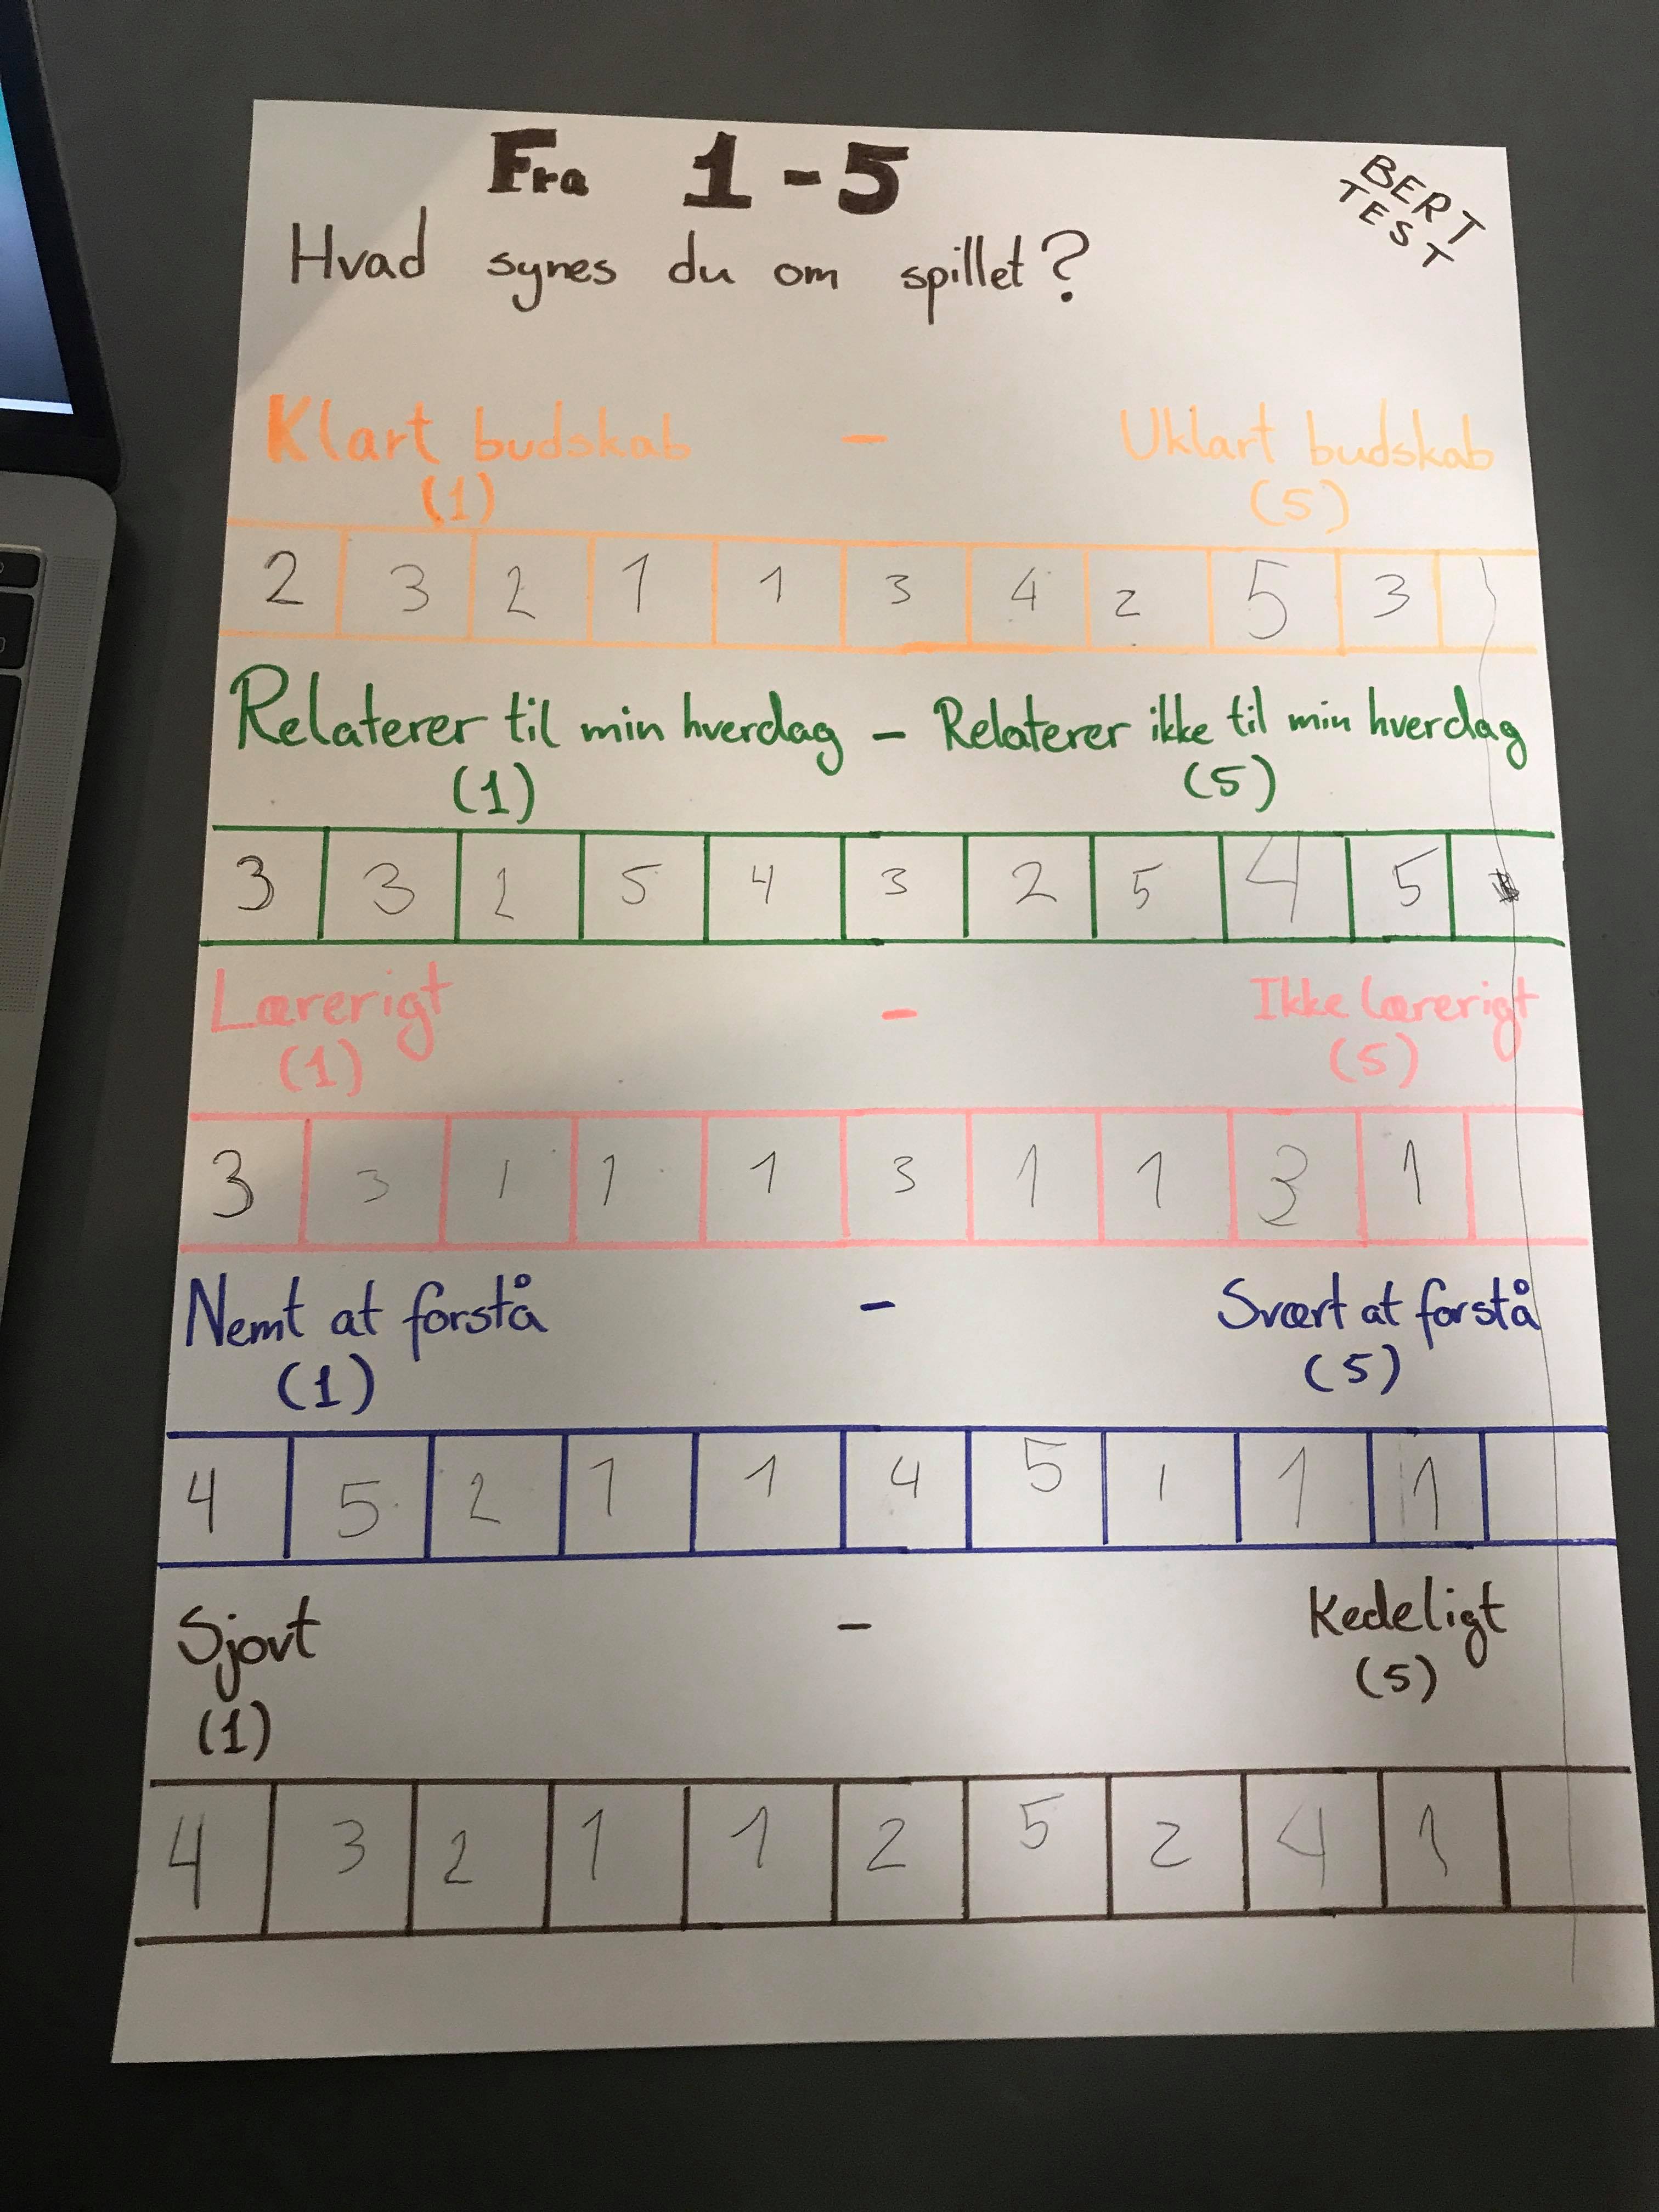 Fra 1-5
BERT
TEST
Hvad synes du om spillet?
Klart budskab - Uklart budskab
(1) (5)
2 3 2 1 1 3 4 2 5 3
Relaterer til min hverdag - Relaterer ikke til min hverdag
(1) (5)
3 3 2 5 4 3 2 5 4 5
Lærerigt - Ikke lærerigt
(1) (5)
3 3 1 1 1 3 1 1 3 1
Nemt at forstå - Svært at forstå
(1) (5)
4 5 2 1 1 4 5 1 1 1
Sjovt - Kedeligt
(1) (5)
4 3 2 1 1 2 5 2 4 1